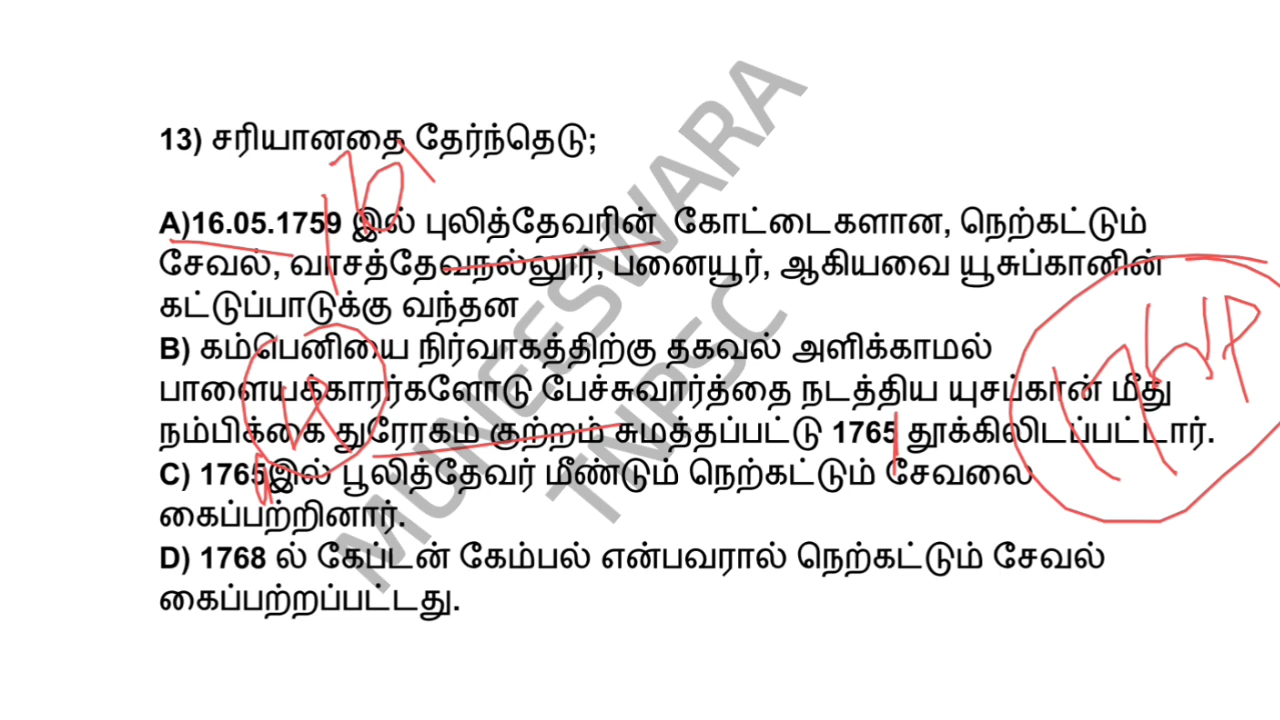 13) சரியானதை தேர்ந்தெடு;
A)16.05.1759 இல் புலித்தேவரின் கோட்டைகளான, நெற்கட்டும்
சேவல், வாசத்தேவநல்லூர், பனையூர், ஆகியவை யூசுப்கானின்
கட்டுப்பாடுக்கு வந்தன
B) கம்பெனியை நிர்வாகத்திற்கு தகவல் அளிக்காமல்
பாளையக்காரர்களோடு பேச்சுவார்த்தை நடத்திய யுசப்கான் மீது
நம்பிக்கை துரோகம் குற்றம் சுமத்தப்பட்டு 1765 தூக்கிலிடப்பட்டார்.
C) 1765இல் பூலித்தேவர் மீண்டும் நெற்கட்டும் சேவலை
கைப்பற்றினார்.
D) 1768 ல் கேப்டன் கேம்பல் என்பவரால் நெற்கட்டும் சேவல்
கைப்பற்றப்பட்டது.
MUNEESWARA
TNPSC